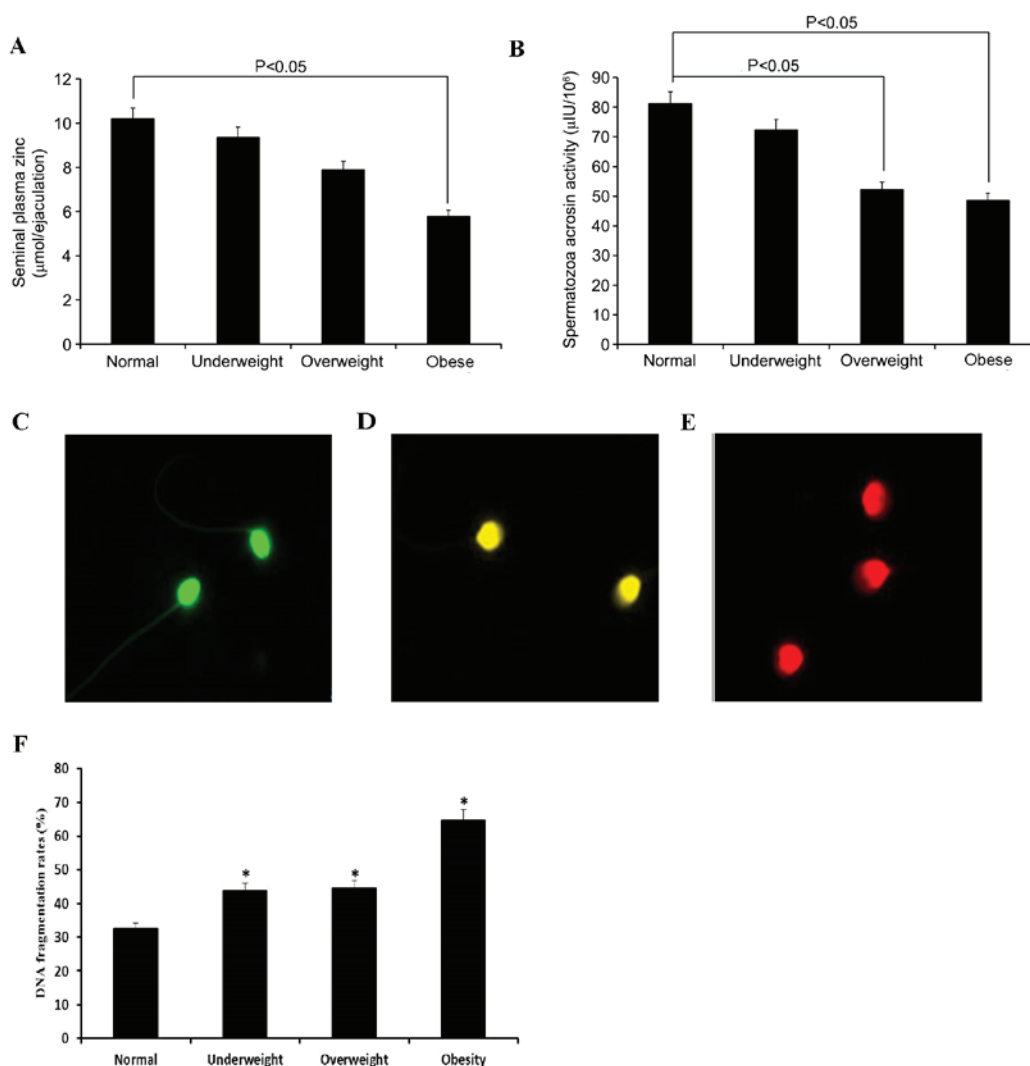 A
P<0.05
Seminal plasma zinc
(μmol/ejaculation)
12
10
8
6
4
2
0
Normal
Underweight
Overweight
Obese
B
P<0.05
P<0.05
Spermatozoa acrosin activity (μIU/10⁶)
90
80
70
60
50
40
30
20
10
0
Normal
Underweight
Overweight
Obese
C
D
E
F
DNA fragmentation rates (%)
80
70
60
50
40
30
20
10
0
*
*
*
Normal
Underweight
Overweight
Obesity